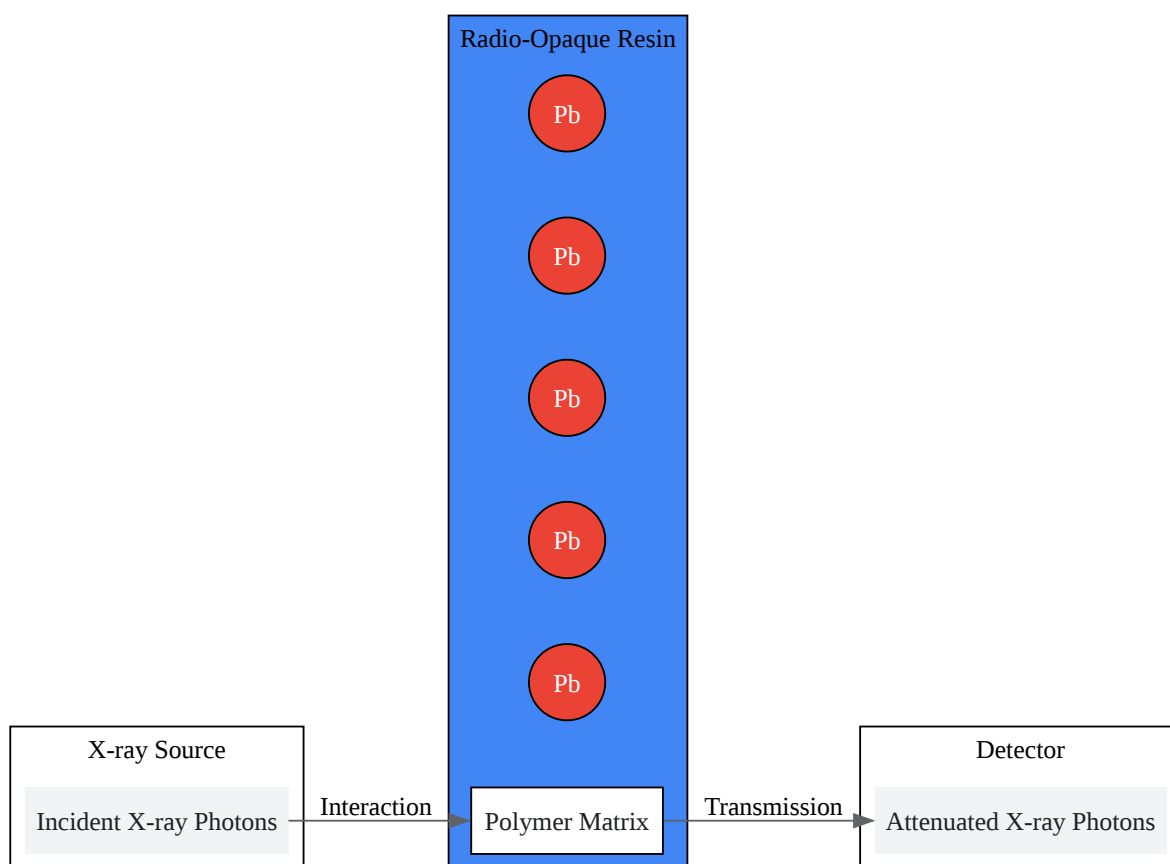 Radio-Opaque Resin
Pb
Pb
Pb
Pb
Pb
X-ray Source
Detector
Incident X-ray Photons
Interaction
Polymer Matrix
Transmission
Attenuated X-ray Photons